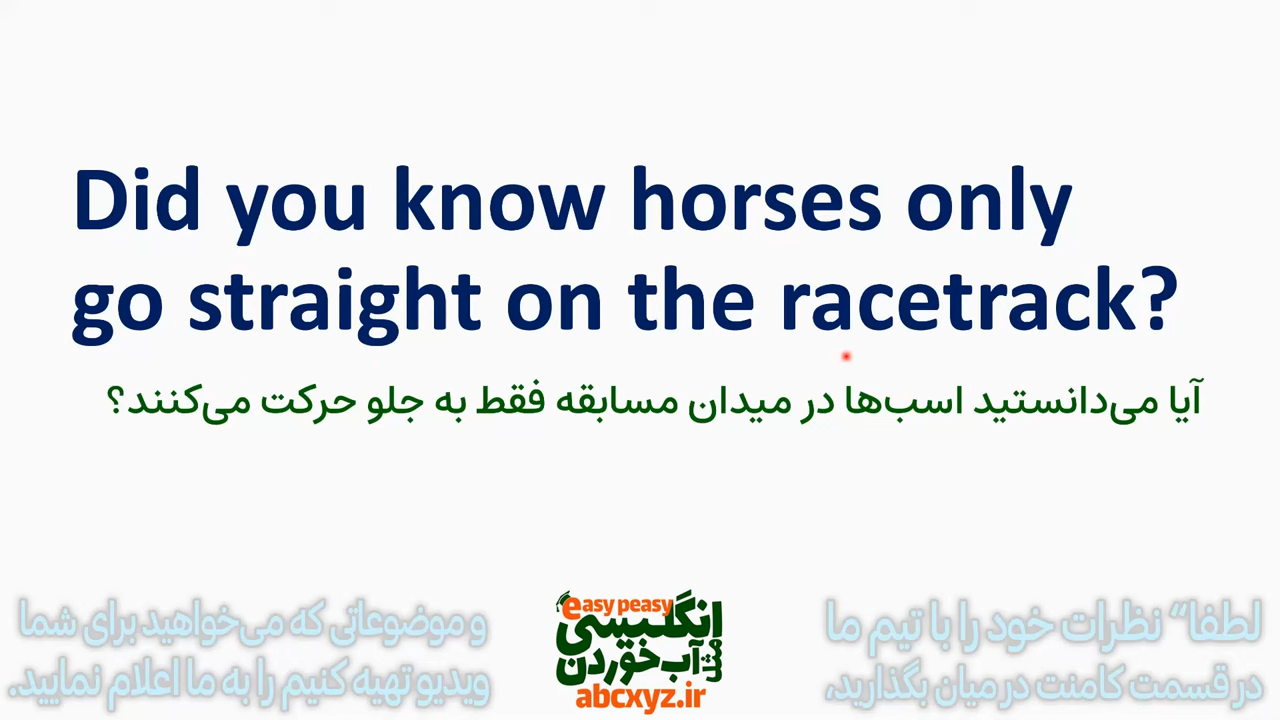 Did you know horses only
go straight on the racetrack?
آیا می‌دانستید اسب‌ها در میدان مسابقه فقط به جلو حرکت می‌کنند؟
لطفا“ نظرات خود را با تیم ما
در قسمت کامنت در میان بگذارید،
و موضوعاتی که می‌خواهید برای شما
ویدیو تهیه کنیم را به ما اعلام نمایید.
easy peasy
انگلیسی
مثل آب خوردن
abcxyz.ir